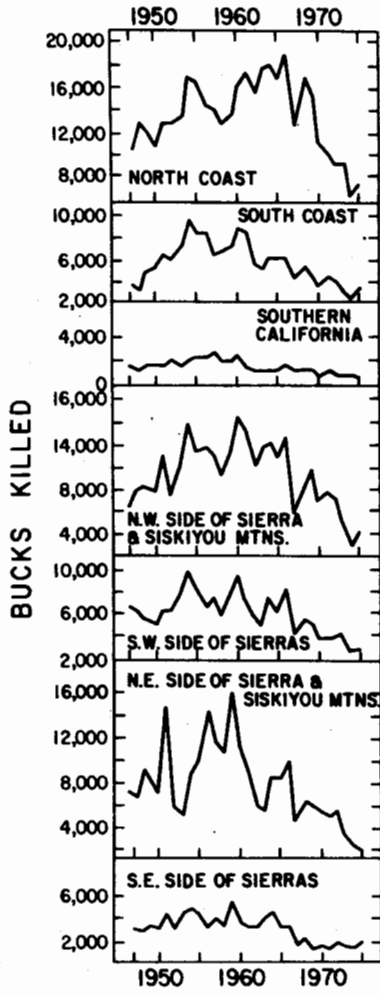 1950 1960 1970
20,000
16,000
12,000
8,000
NORTH COAST
10,000
6,000
2,000
SOUTH COAST
4,000
0
SOUTHERN
CALIFORNIA
16,000
14,000
8,000
4,000
N.W. SIDE OF SIERRA
& SISKIYOU MTNS.
10,000
6,000
2,000
S.W. SIDE OF SIERRAS
N.E. SIDE OF SIERRA &
SISKIYOU MTNS.
16,000
12,000
8,000
4,000
S.E. SIDE OF SIERRAS
6,000
2,000
1950 1960 1970
BUCKS KILLED